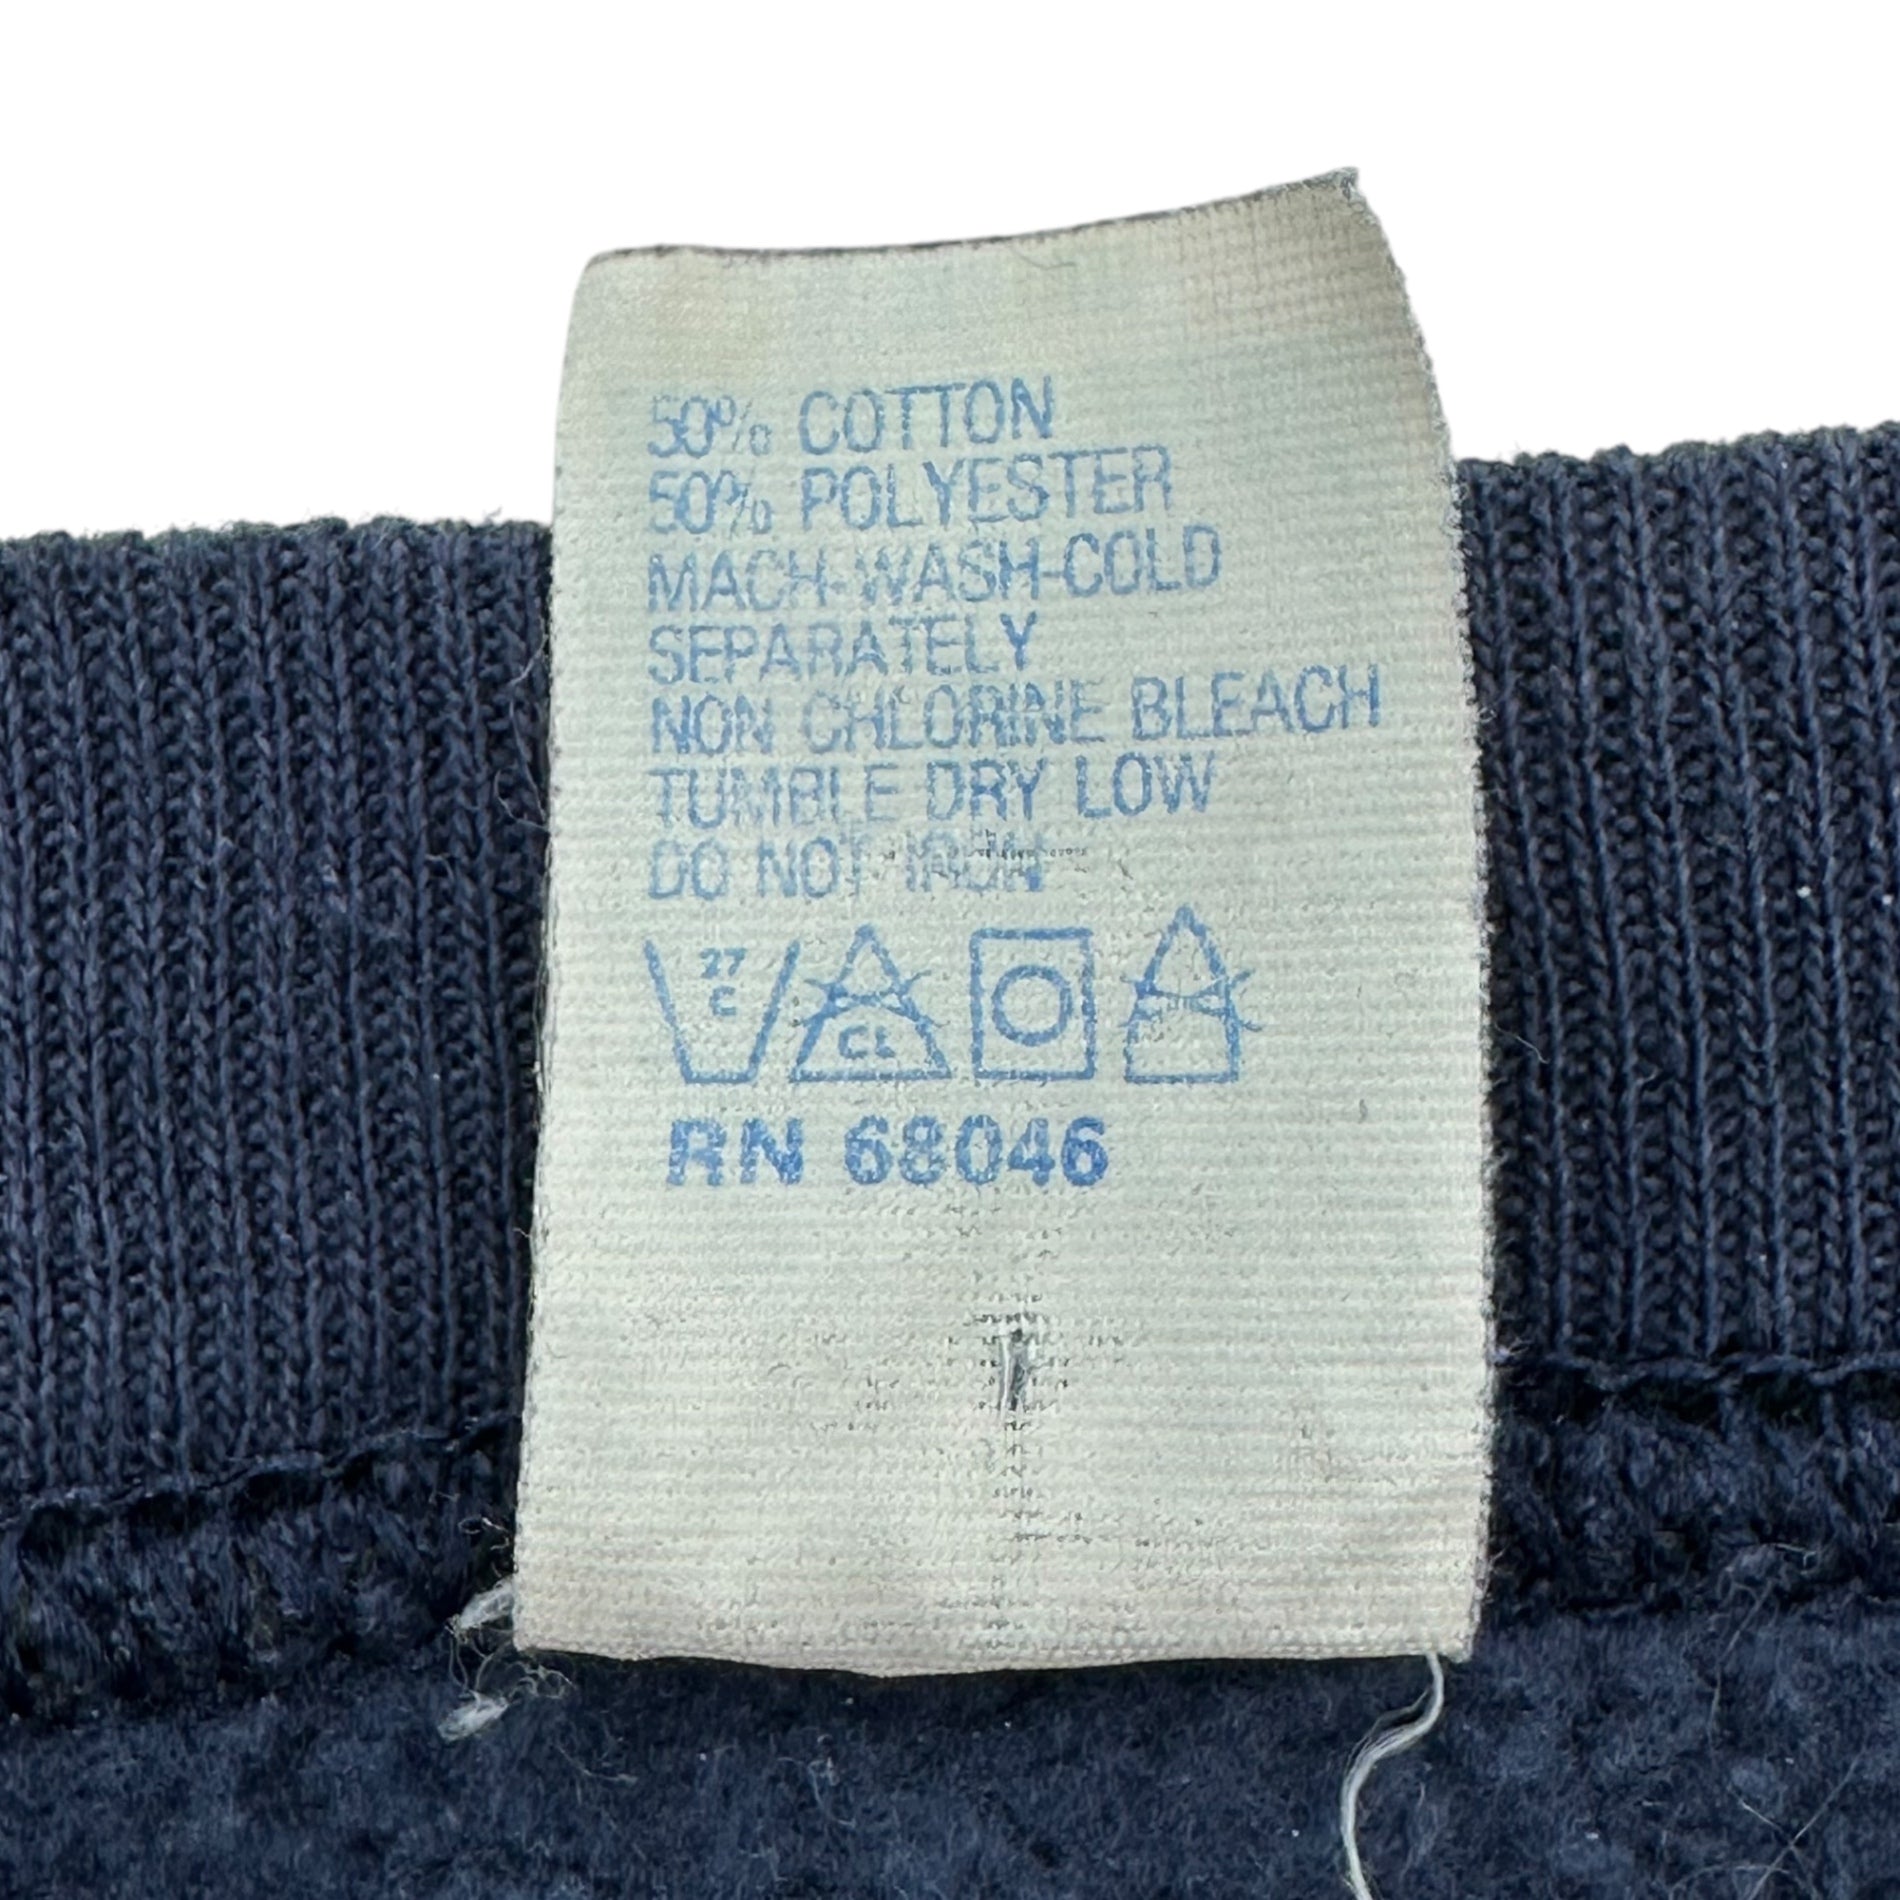 50% COTTON
50% POLYESTER
MACH-WASH-COLD
SEPARATELY
NON CHLORINE BLEACH
TUMBLE DRY LOW
DO NOT IRON
27
C
CL
RN 68046